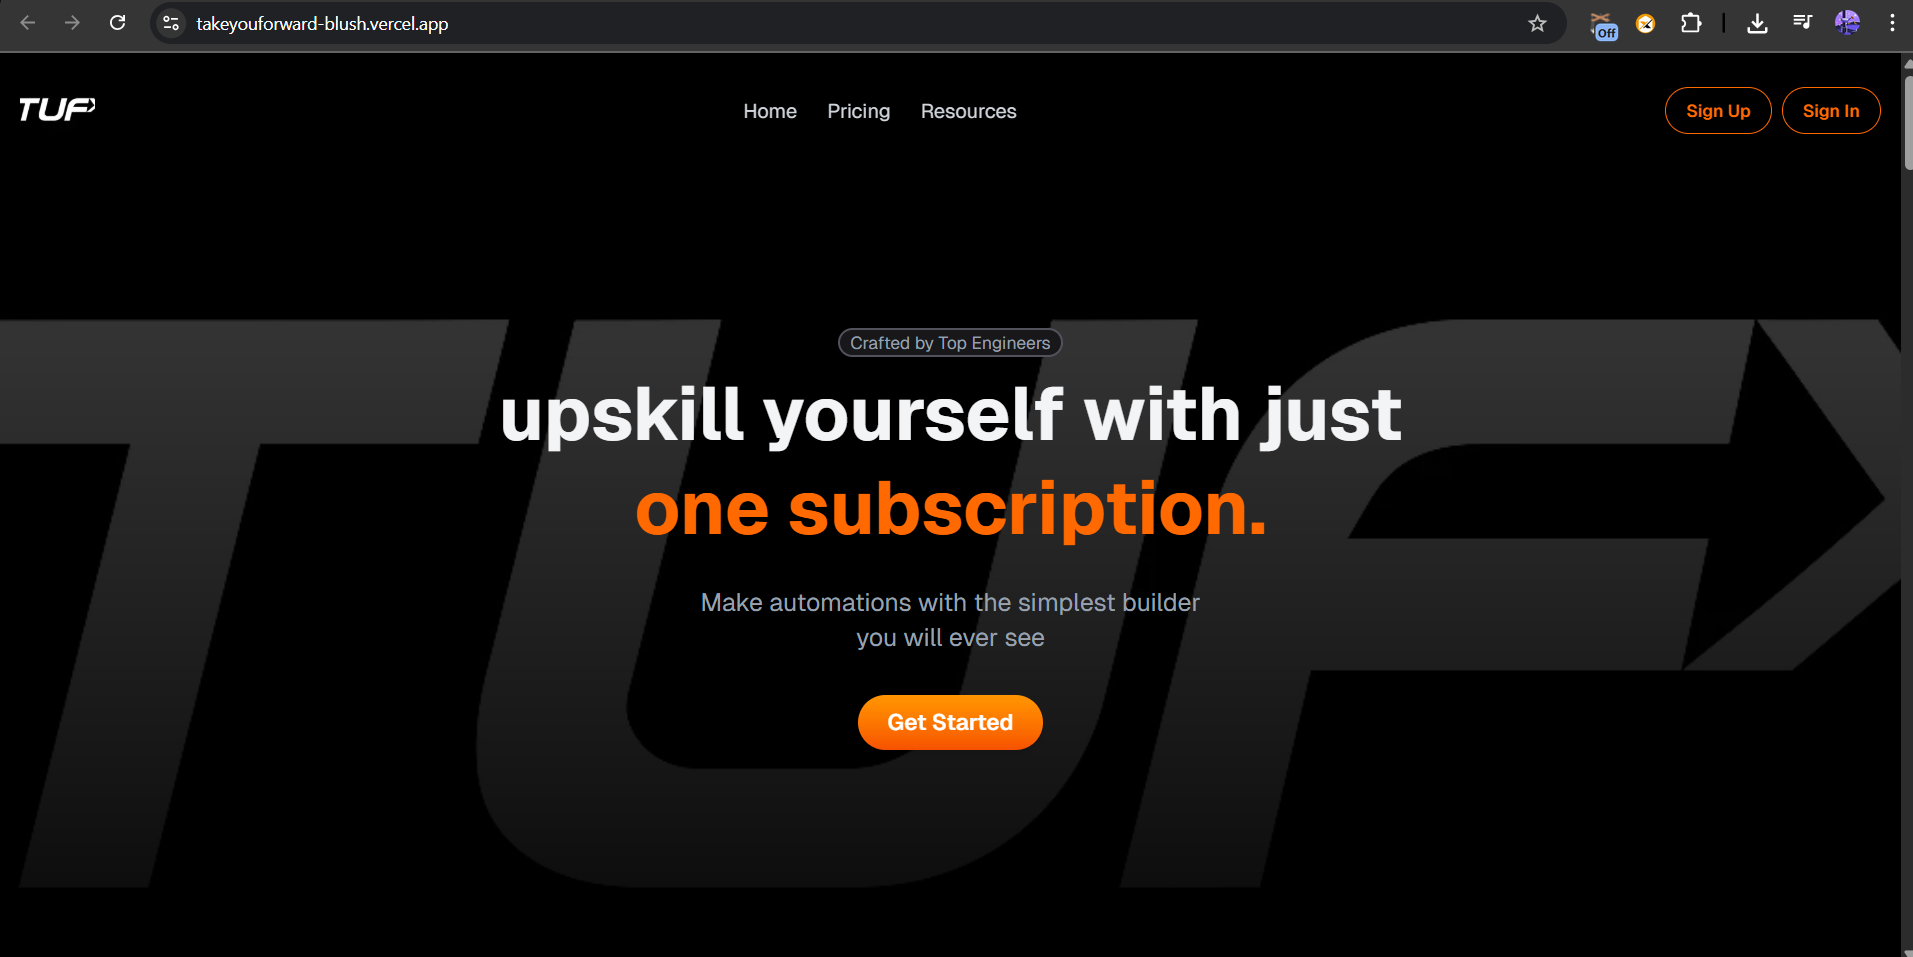 takeyouforward-blush.vercel.app
Off
TUF
Home Pricing Resources
Sign Up Sign In
TUF
Crafted by Top Engineers
upskill yourself with just
one subscription.
Make automations with the simplest builder
you will ever see
Get Started